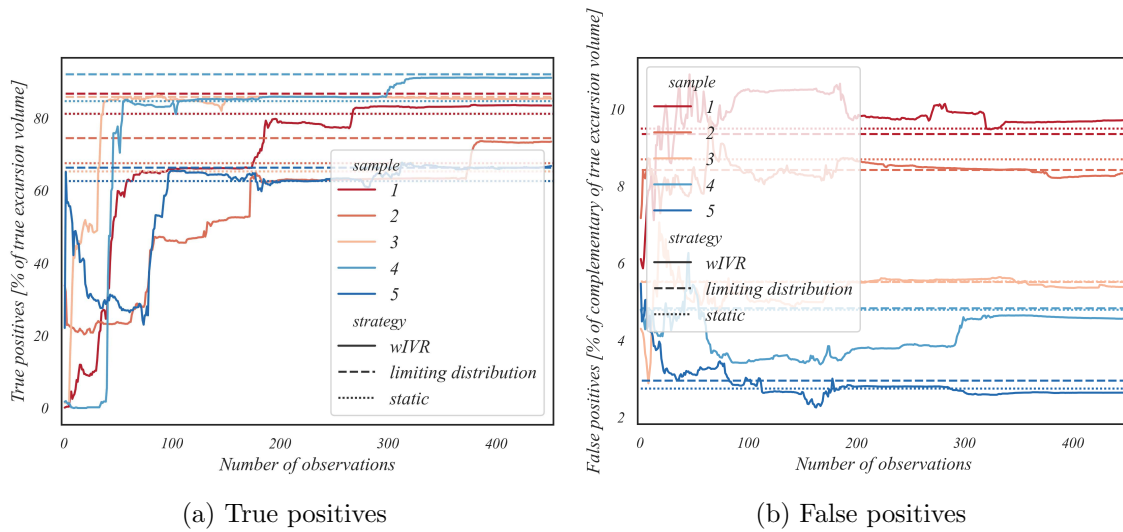 True positives [% of true excursion volume]
80
60
40
20
0
0 100 200 300 400
Number of observations
sample
1
2
3
4
5
strategy
wIVR
limiting distribution
static
(a) True positives
False positives [% of complementary of true excursion volume]
10
8
6
4
2
0 100 200 300 400
Number of observations
sample
1
2
3
4
5
strategy
wIVR
limiting distribution
static
(b) False positives